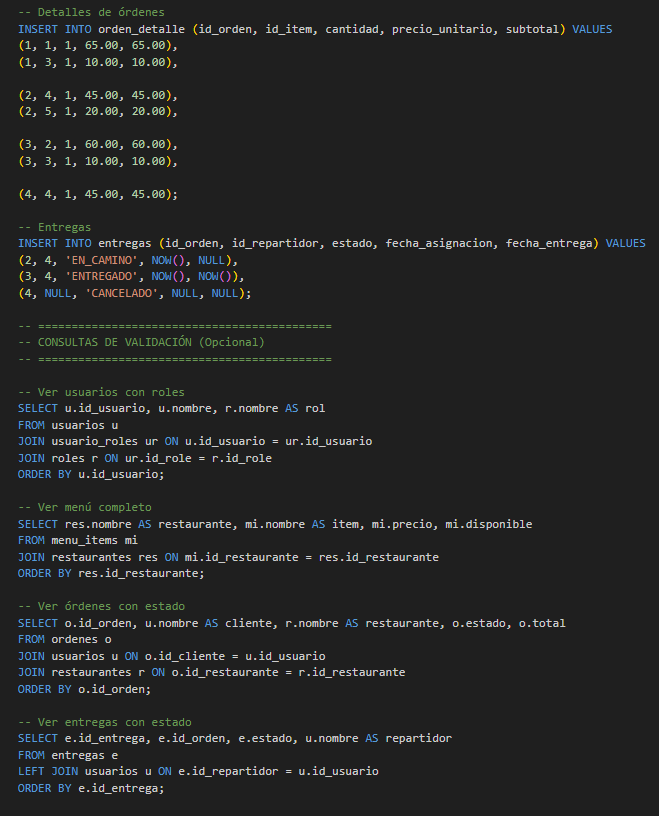 -- Detalles de órdenes
INSERT INTO orden_detalle (id_orden, id_item, cantidad, precio_unitario, subtotal) VALUES
(1, 1, 1, 65.00, 65.00),
(1, 3, 1, 10.00, 10.00),
(2, 4, 1, 45.00, 45.00),
(2, 5, 1, 20.00, 20.00),
(3, 2, 1, 60.00, 60.00),
(3, 3, 1, 10.00, 10.00),
(4, 4, 1, 45.00, 45.00);
-- Entregas
INSERT INTO entregas (id_orden, id_repartidor, estado, fecha_asignacion, fecha_entrega) VALUES
(2, 4, 'EN_CAMINO', NOW(), NULL),
(3, 4, 'ENTREGADO', NOW(), NOW()),
(4, NULL, 'CANCELADO', NULL, NULL);
-- ============================================
-- CONSULTAS DE VALIDACIÓN (Opcional)
-- ============================================
-- Ver usuarios con roles
SELECT u.id_usuario, u.nombre, r.nombre AS rol
FROM usuarios u
JOIN usuario_roles ur ON u.id_usuario = ur.id_usuario
JOIN roles r ON ur.id_role = r.id_role
ORDER BY u.id_usuario;
-- Ver menú completo
SELECT res.nombre AS restaurante, mi.nombre AS item, mi.precio, mi.disponible
FROM menu_items mi
JOIN restaurantes res ON mi.id_restaurante = res.id_restaurante
ORDER BY res.id_restaurante;
-- Ver órdenes con estado
SELECT o.id_orden, u.nombre AS cliente, r.nombre AS restaurante, o.estado, o.total
FROM ordenes o
JOIN usuarios u ON o.id_cliente = u.id_usuario
JOIN restaurantes r ON o.id_restaurante = r.id_restaurante
ORDER BY o.id_orden;
-- Ver entregas con estado
SELECT e.id_entrega, e.id_orden, e.estado, u.nombre AS repartidor
FROM entregas e
LEFT JOIN usuarios u ON e.id_repartidor = u.id_usuario
ORDER BY e.id_entrega;